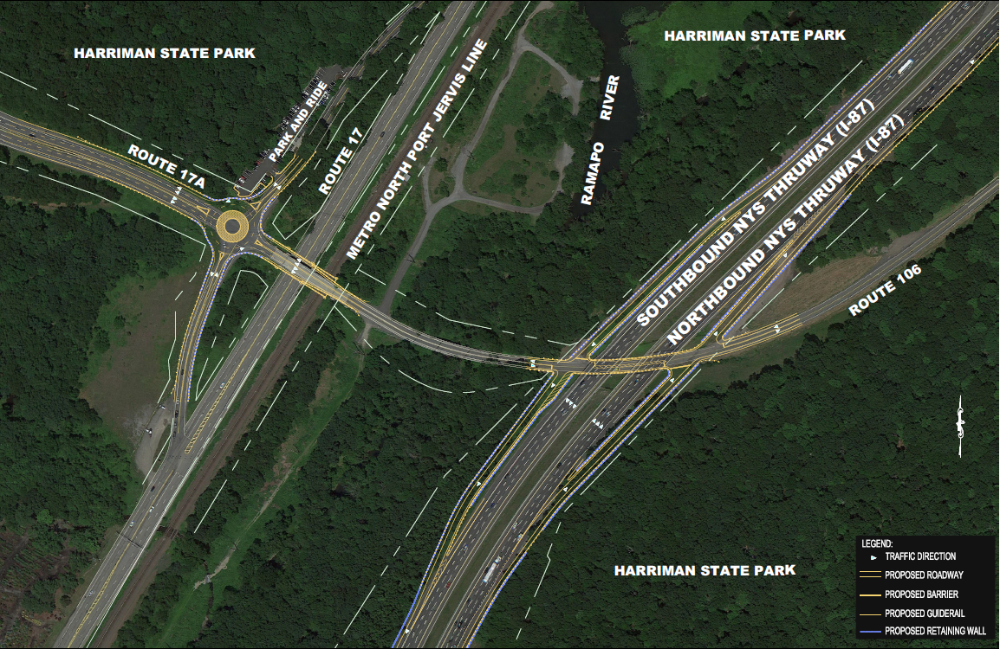 HARRIMAN STATE PARK
HARRIMAN STATE PARK
PARK AND RIDE
ROUTE 17A
ROUTE 17
METRO NORTH PORT JERVIS LINE
RAMAPO RIVER
SOUTHBOUND NYS THRUWAY (I-87)
NORTHBOUND NYS THRUWAY (I-87)
ROUTE 106
HARRIMAN STATE PARK
LEGEND:
TRAFFIC DIRECTION
PROPOSED ROADWAY
PROPOSED BARRIER
PROPOSED GUIDERAIL
PROPOSED RETAINING WALL